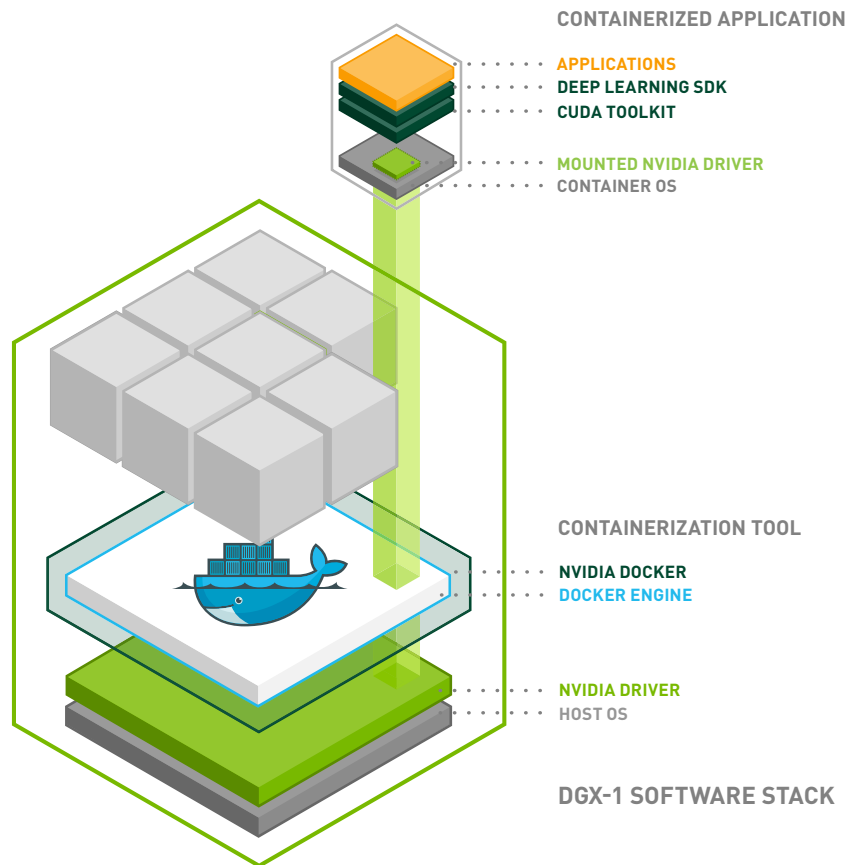 CONTAINERIZED APPLICATION
APPLICATIONS
DEEP LEARNING SDK
CUDA TOOLKIT
MOUNTED NVIDIA DRIVER
CONTAINER OS
CONTAINERIZATION TOOL
NVIDIA DOCKER
DOCKER ENGINE
NVIDIA DRIVER
HOST OS
DGX-1 SOFTWARE STACK